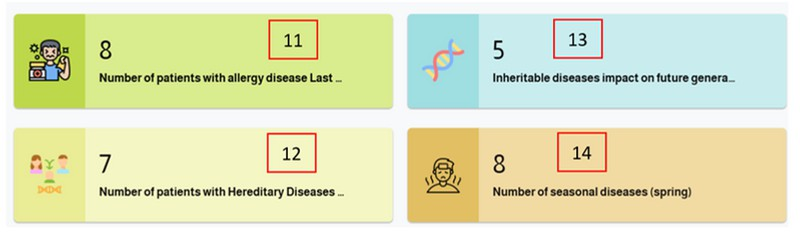 8
11
Number of patients with allergy disease Last ...
5
13
Inheritable diseases impact on future genera...
7
12
Number of patients with Hereditary Diseases ...
8
14
Number of seasonal diseases (spring)